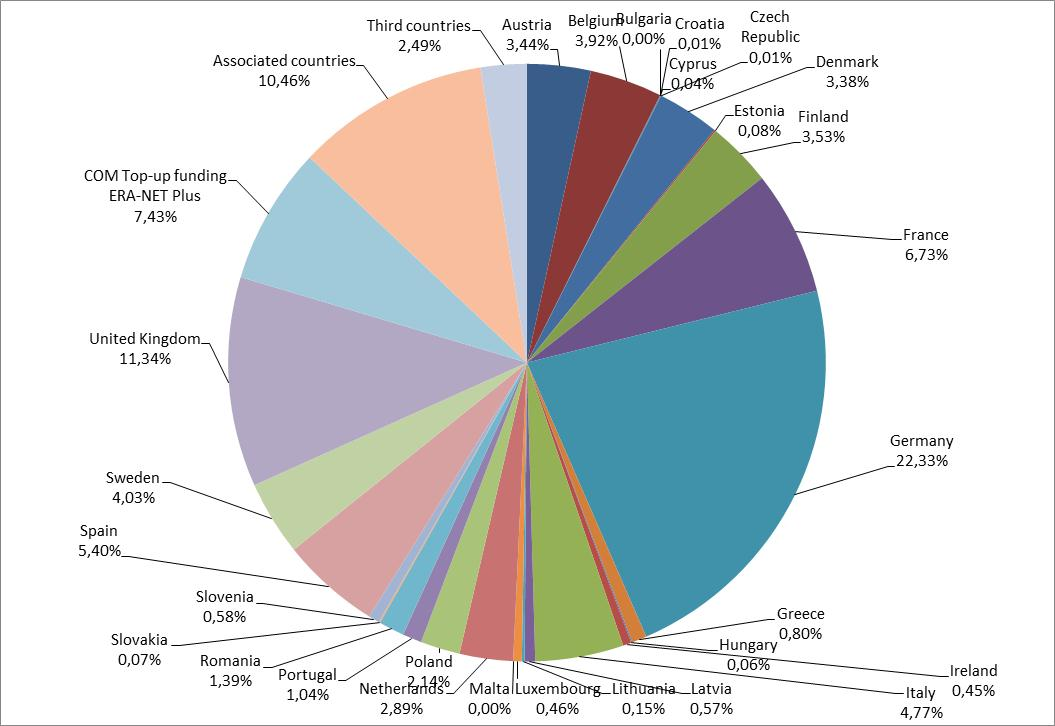 Austria
3,44%
Belgium
3,92%
Bulgaria
0,00%
Croatia
0,01%
Cyprus
0,04%
Czech
Republic
0,01%
Denmark
3,38%
Estonia
0,08%
Finland
3,53%
France
6,73%
Germany
22,33%
Greece
0,80%
Hungary
0,06%
Ireland
0,45%
Italy
4,77%
Latvia
0,57%
Lithuania
0,15%
Luxembourg
0,46%
Malta
0,00%
Netherlands
2,89%
Poland
2,14%
Portugal
1,04%
Romania
1,39%
Slovakia
0,07%
Slovenia
0,58%
Spain
5,40%
Sweden
4,03%
United Kingdom
11,34%
COM Top-up funding
ERA-NET Plus
7,43%
Associated countries
10,46%
Third countries
2,49%